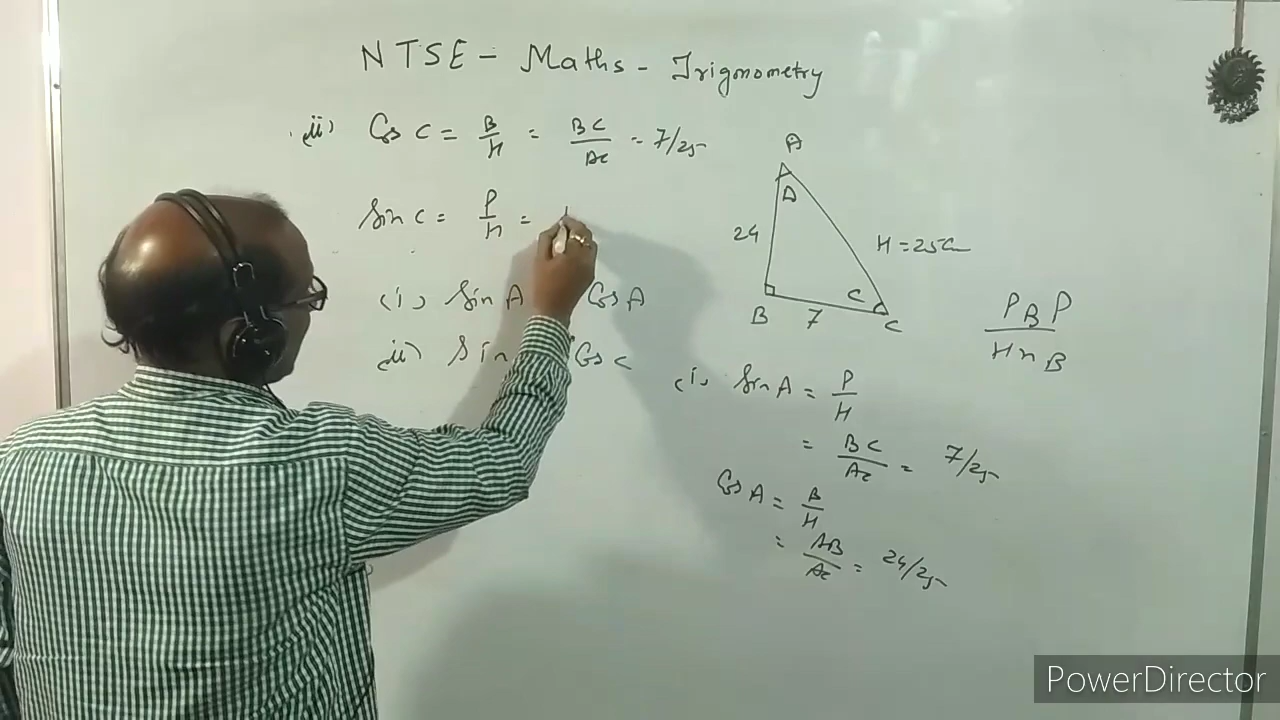 NTSE - Maths - Trigonometry
ii) Cos C = B/H = BC/AC = 7/25
Sin C = P/H =
(i) Sin A Cos A
ii) Sin Cos C
A
A
24
H = 25cm
B
7
C
C
P B P
H H B
(i) Sin A = P/H
= BC/AC = 7/25
Cos A = B/H
= AB/AC = 24/25
PowerDirector